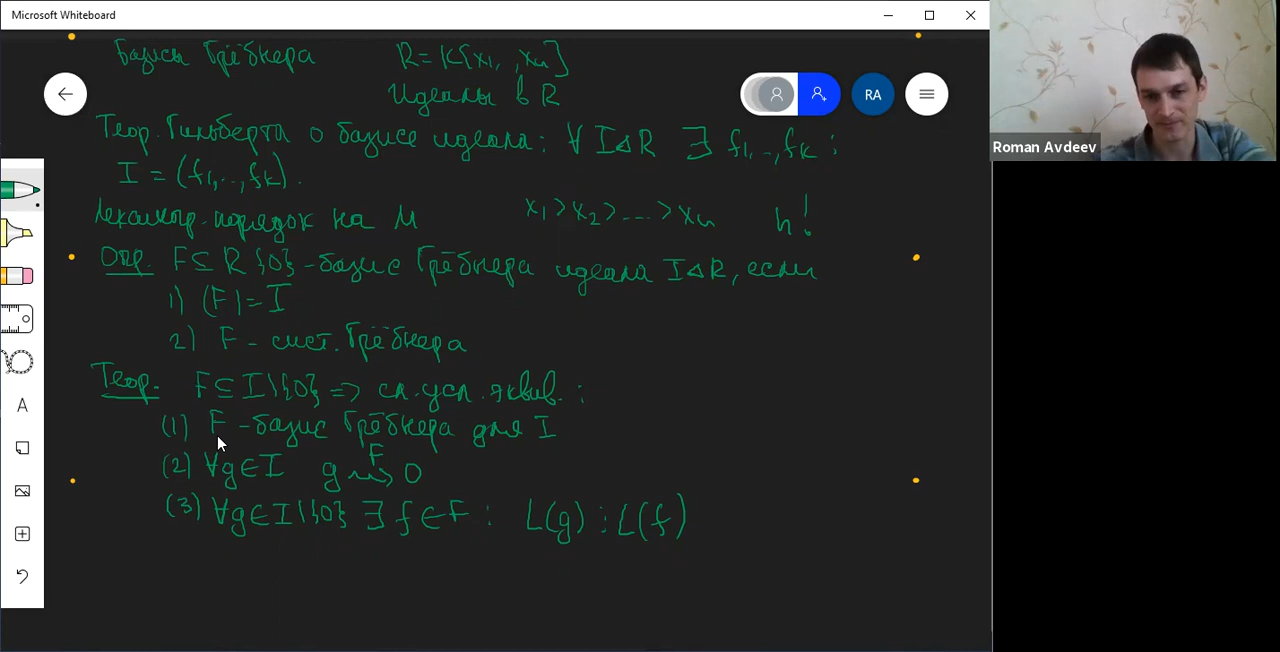 Microsoft Whiteboard
Базисы Грёбнера R=K[x₁, ,xₙ]
Идеалы в R
RA
Roman Avdeev
Теор. Гильберта о базисе идеала: ∀ I⊲R ∃ f₁,..,fₖ:
I = (f₁,..,fₖ).
Лексикогр. порядок на M x₁>x₂>....>xₙ n!
Опр. F⊆R\{0} - базис Грёбнера идеала I⊲R, если
1) (F)=I
2) F - сист. Грёбнера
Теор. F⊆I\{0} => сл. усл. эквив.:
(1) F - базис Грёбнера для I
(2) ∀g∈I g ⇝ᶠ 0
(3) ∀g∈I\{0} ∃ f∈F : L(g) ⋮ L(f)
A